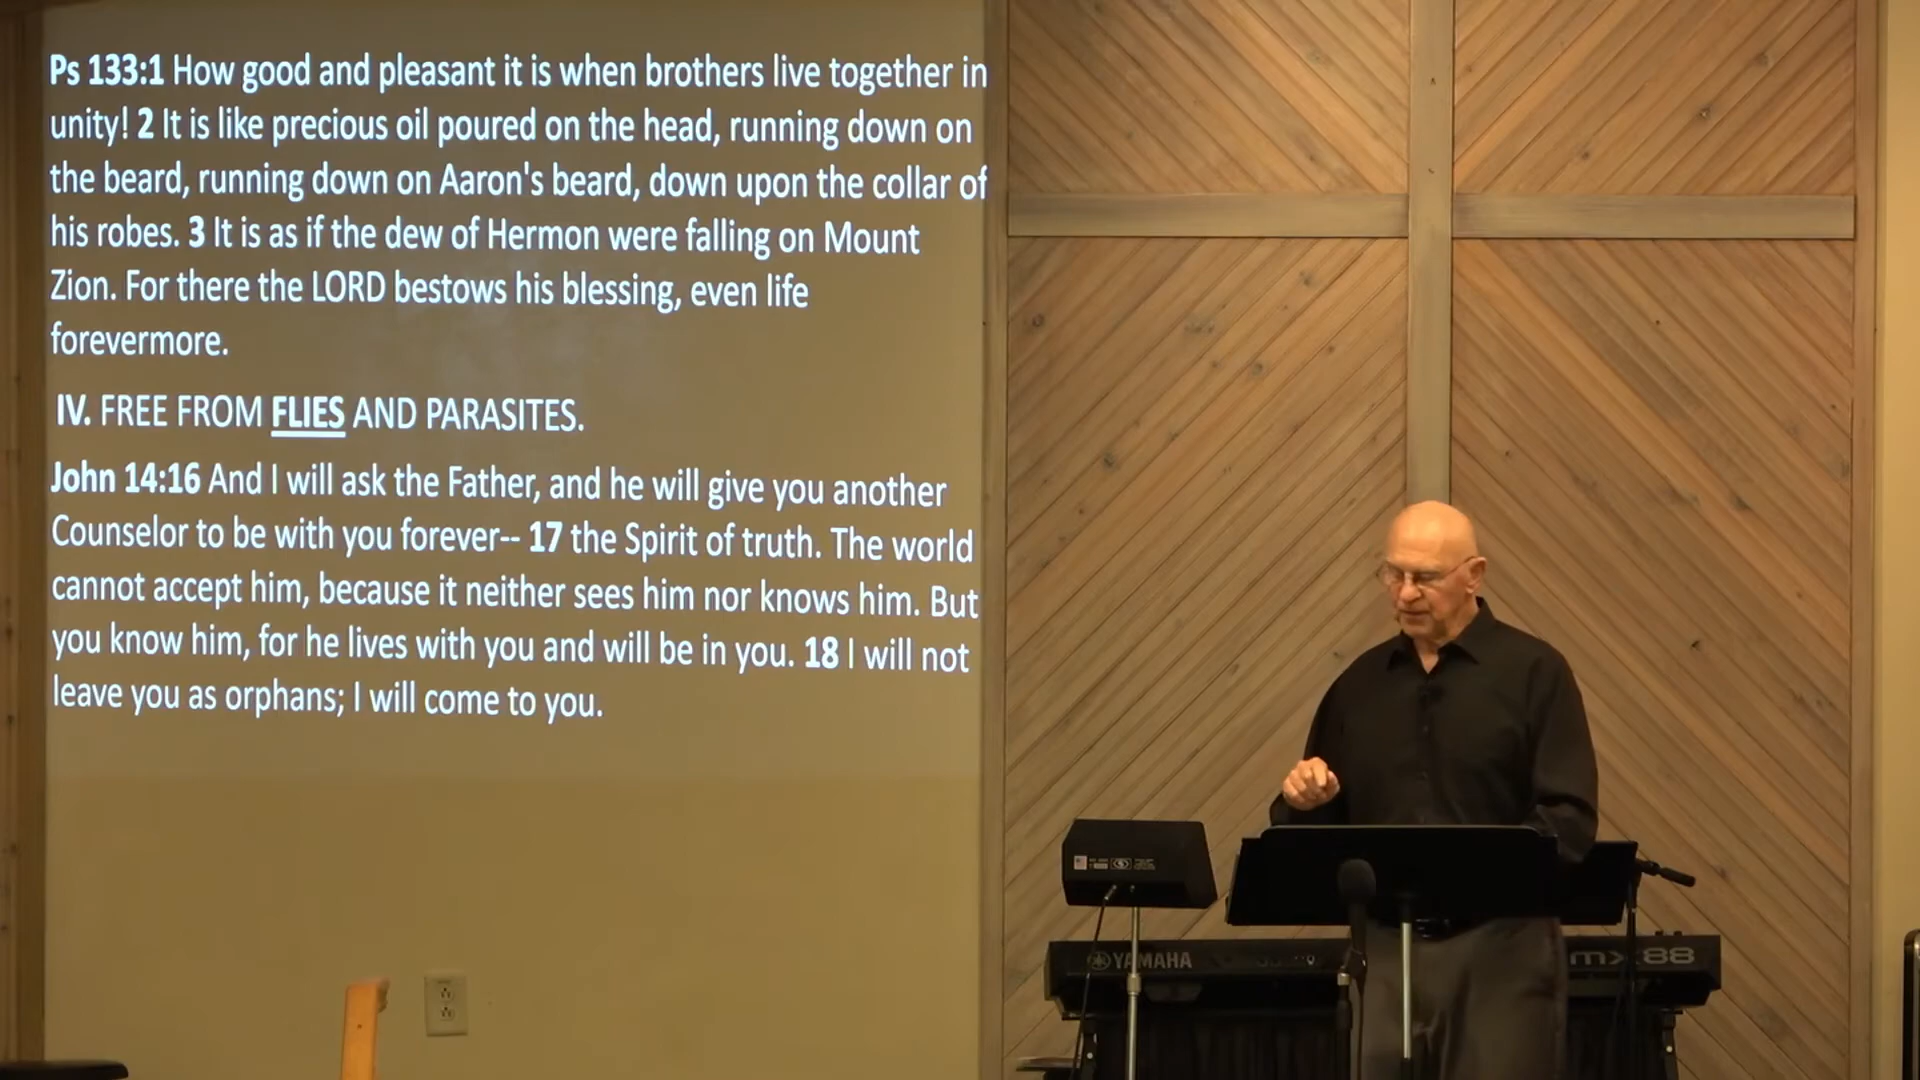 Ps 133:1 How good and pleasant it is when brothers live together in
unity! 2 It is like precious oil poured on the head, running down on
the beard, running down on Aaron's beard, down upon the collar of
his robes. 3 It is as if the dew of Hermon were falling on Mount
Zion. For there the LORD bestows his blessing, even life
forevermore.
IV. FREE FROM FLIES AND PARASITES.
John 14:16 And I will ask the Father, and he will give you another
Counselor to be with you forever-- 17 the Spirit of truth. The world
cannot accept him, because it neither sees him nor knows him. But
you know him, for he lives with you and will be in you. 18 I will not
leave you as orphans; I will come to you.
YAMAHA
mx 88